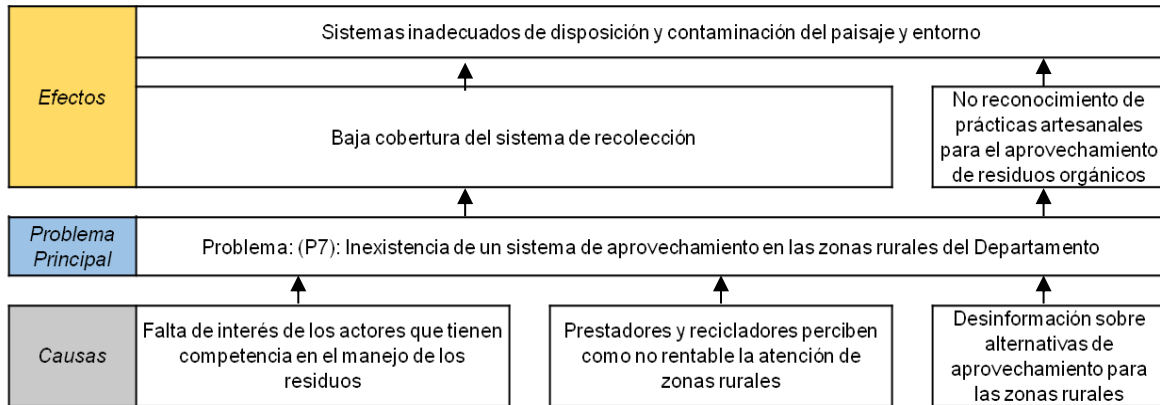 Efectos
Sistemas inadecuados de disposición y contaminación del paisaje y entorno
Baja cobertura del sistema de recolección
No reconocimiento de
prácticas artesanales
para el aprovechamiento
de residuos orgánicos
Problema
Principal
Problema: (P7): Inexistencia de un sistema de aprovechamiento en las zonas rurales del Departamento
Causas
Falta de interés de los actores que tienen
competencia en el manejo de los
residuos
Prestadores y recicladores perciben
como no rentable la atención de
zonas rurales
Desinformación sobre
alternativas de
aprovechamiento para
las zonas rurales